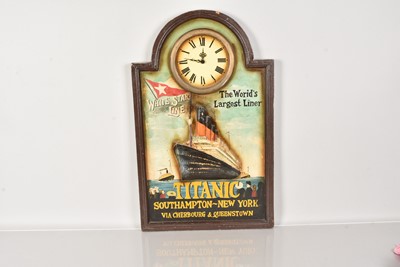 WHITE STAR
LINE
The World's
Largest Liner
TITANIC
SOUTHAMPTON~NEW YORK
VIA CHERBOURG & QUEENSTOWN